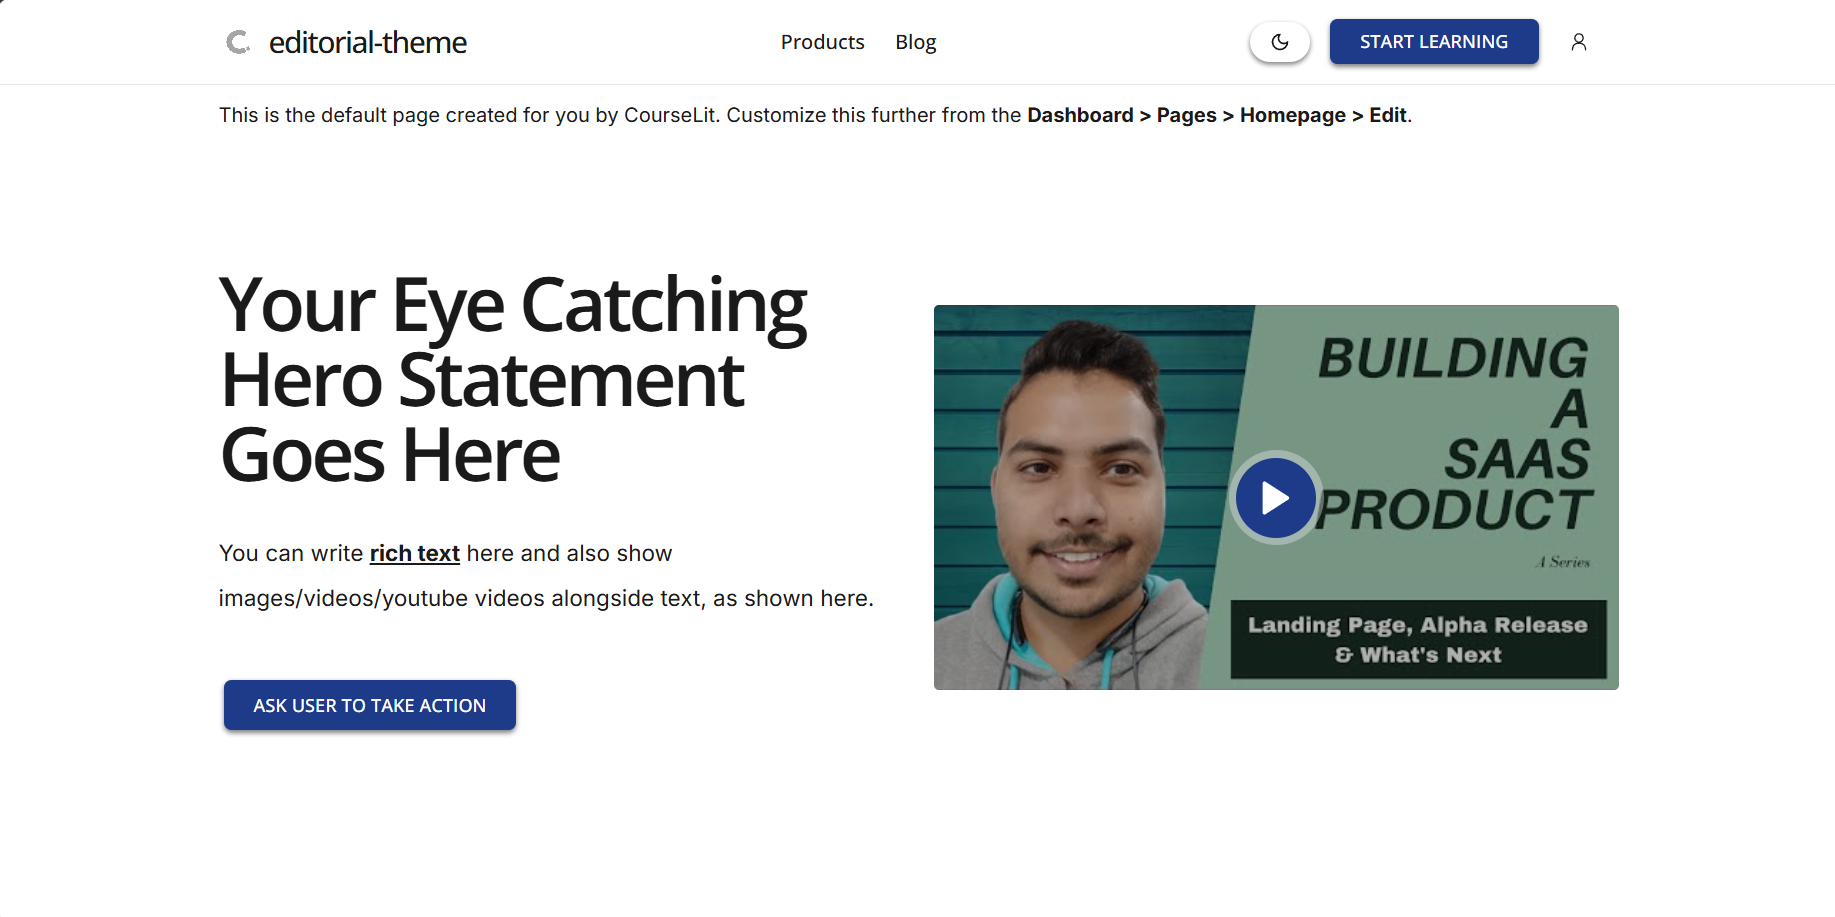 editorial-theme
Products
Blog
START LEARNING
This is the default page created for you by CourseLit. Customize this further from the Dashboard > Pages > Homepage > Edit.
Your Eye Catching
Hero Statement
Goes Here
You can write rich text here and also show
images/videos/youtube videos alongside text, as shown here.
ASK USER TO TAKE ACTION
BUILDING
A
SAAS
PRODUCT
A Series
Landing Page, Alpha Release
& What's Next